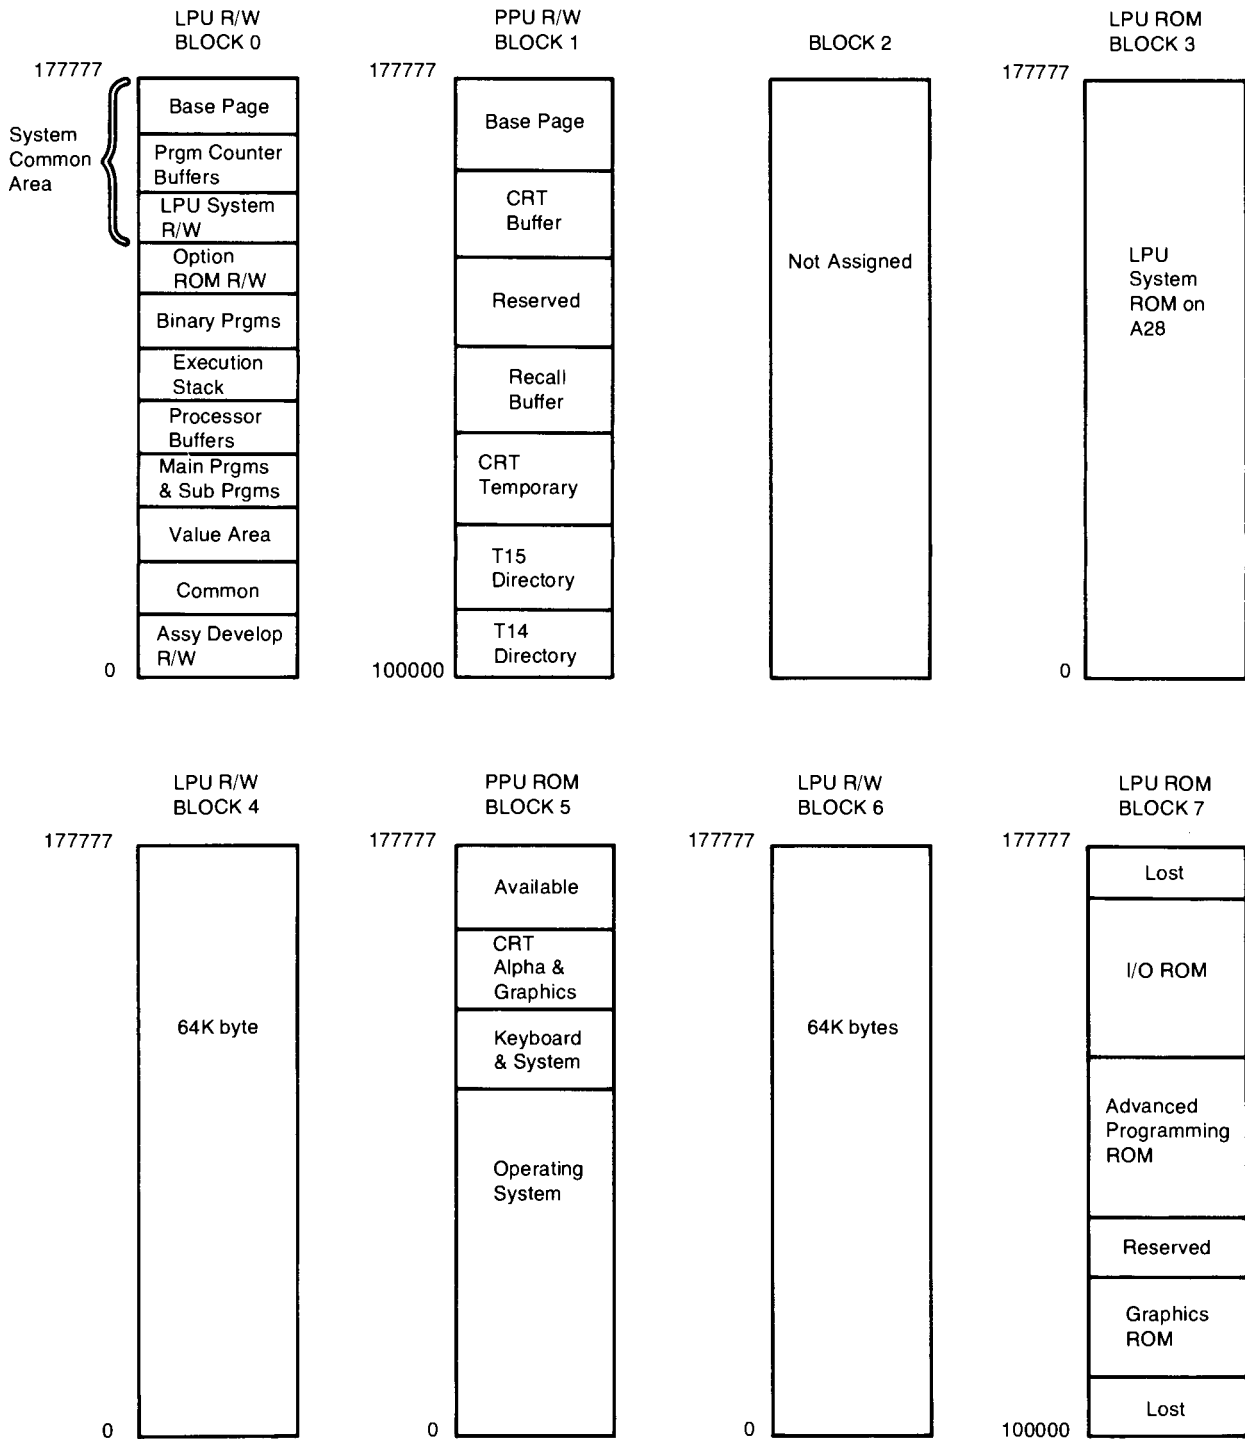 LPU R/W
BLOCK 0
177777
System
Common
Area
Base Page
Prgm Counter
Buffers
LPU System
R/W
Option
ROM R/W
Binary Prgms
Execution
Stack
Processor
Buffers
Main Prgms
& Sub Prgms
Value Area
Common
Assy Develop
R/W
0
PPU R/W
BLOCK 1
177777
Base Page
CRT
Buffer
Reserved
Recall
Buffer
CRT
Temporary
T15
Directory
T14
Directory
100000
BLOCK 2
Not Assigned
LPU ROM
BLOCK 3
177777
LPU
System
ROM on
A28
0
LPU R/W
BLOCK 4
177777
64K byte
0
PPU ROM
BLOCK 5
177777
Available
CRT
Alpha &
Graphics
Keyboard
& System
Operating
System
0
LPU R/W
BLOCK 6
177777
64K bytes
0
LPU ROM
BLOCK 7
177777
Lost
I/O ROM
Advanced
Programming
ROM
Reserved
Graphics
ROM
Lost
100000